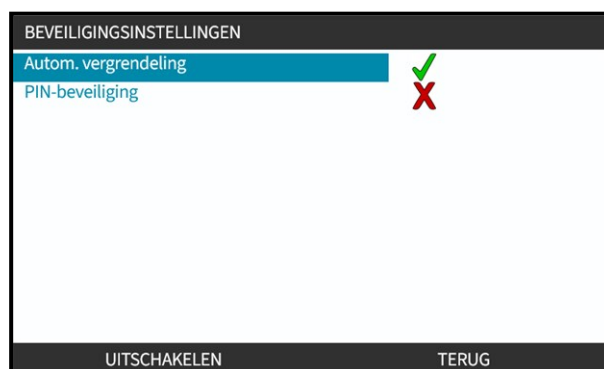 BEVEILIGINGSINSTELLINGEN
Autom. vergrendeling
PIN-beveiliging
UITSCHAKELEN TERUG